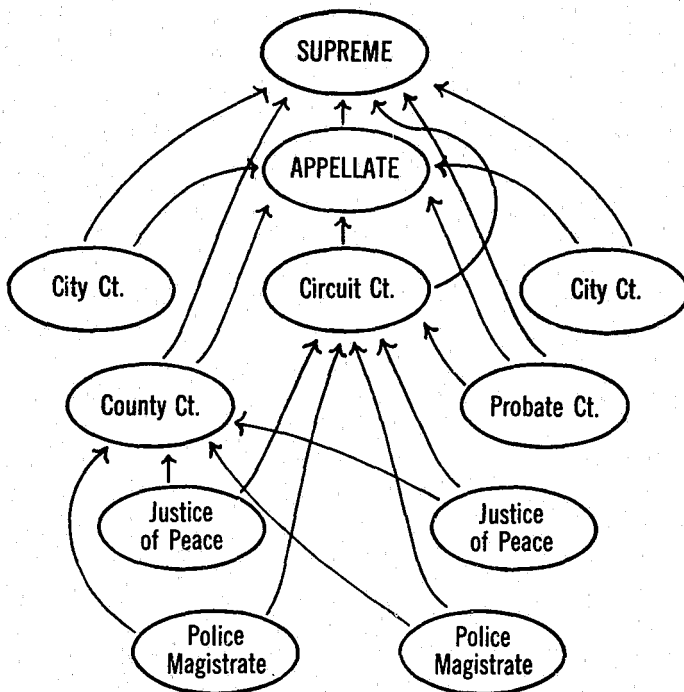 SUPREME
APPELLATE
City Ct.
Circuit Ct.
City Ct.
County Ct.
Probate Ct.
Justice
of Peace
Justice
of Peace
Police
Magistrate
Police
Magistrate